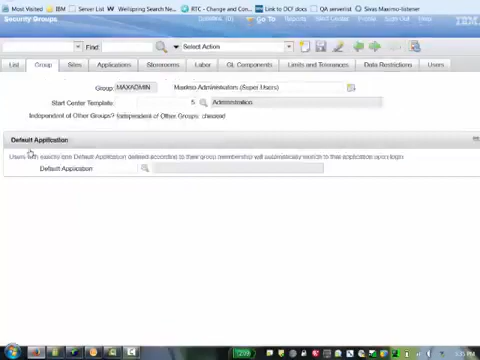 Most Visited IBM Server List Wellspring Search Ne... RTC - Change and Con... Link to OCF docs QA serverlist Sivas Maximo-listener
Security Groups Bulletins (0) Go To Reports Start Center Profile Sign Out Help IBM
Find: Select Action
List Group Sites Applications Storerooms Labor GL Components Limits and Tolerances Data Restrictions Users
Group: MAXADMIN Maximo Administrators (Super Users)
Start Center Template: 5 Administration
Independent of Other Groups? Independent of Other Groups: checked
Default Application
Users with exactly one Default Application defined according to their group membership will automatically launch to that application upon login
Default Application